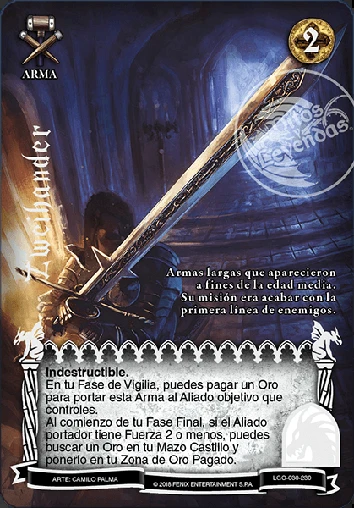 2
ARMA
Mitos
Leyendas
Zweihander
Armas largas que aparecieron
a fines de la edad media.
Su misión era acabar con la
primera línea de enemigos.
Indestructible.
En tu Fase de Vigilia, puedes pagar un Oro
para portar esta Arma al Aliado objetivo que
controles.
Al comienzo de tu Fase Final, si el Aliado
portador tiene Fuerza 2 o menos, puedes
buscar un Oro en tu Mazo Castillo y
ponerlo en tu Zona de Oro Pagado.
ARTE: CAMILO PALMA
© 2018 FENIX ENTERTAINMENT S.P.A